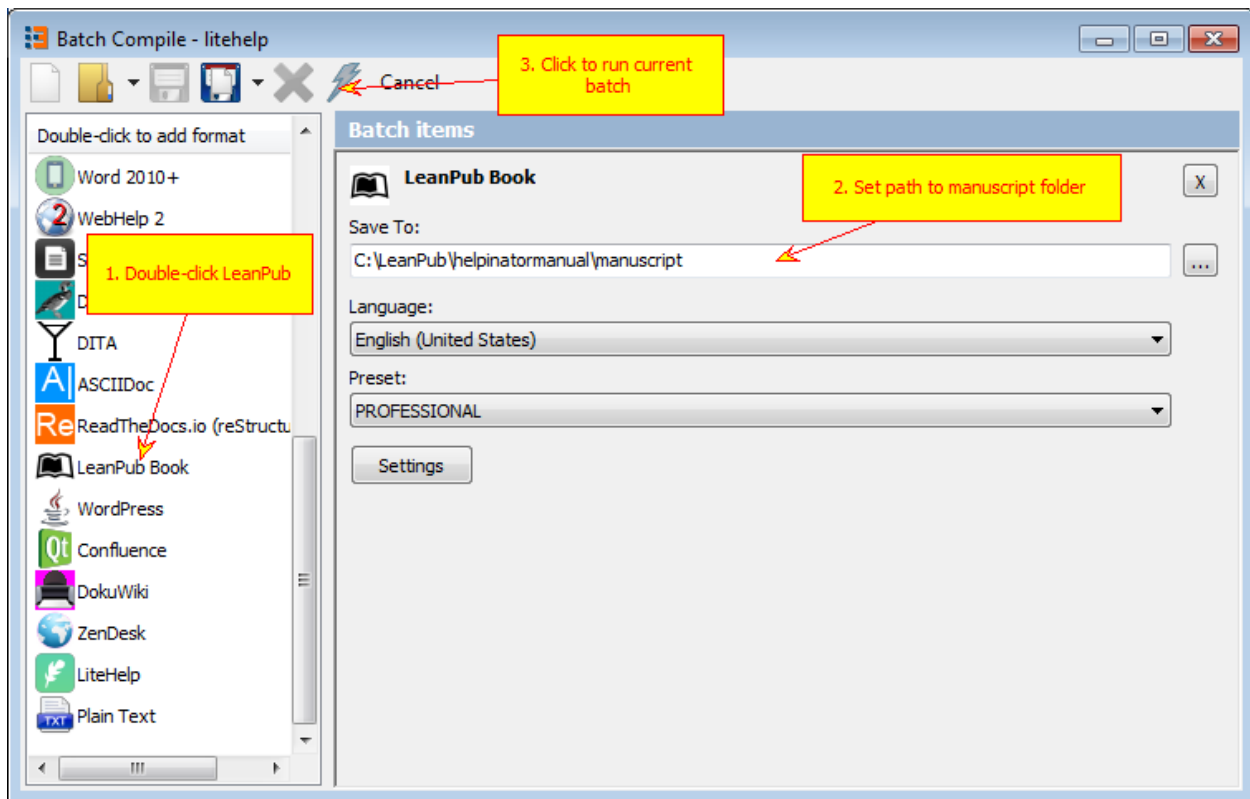 Batch Compile - litehelp
3. Click to run current
batch
Cancel
Double-click to add format
Word 2010+
WebHelp 2
S
1. Double-click LeanPub
D
DITA
ASCIIDoc
ReadTheDocs.io (reStructu
LeanPub Book
WordPress
Confluence
DokuWiki
ZenDesk
LiteHelp
TXT
Plain Text
Batch items
LeanPub Book
2. Set path to manuscript folder
X
Save To:
C:\LeanPub\helpinatormanual\manuscript
...
Language:
English (United States)
Preset:
PROFESSIONAL
Settings